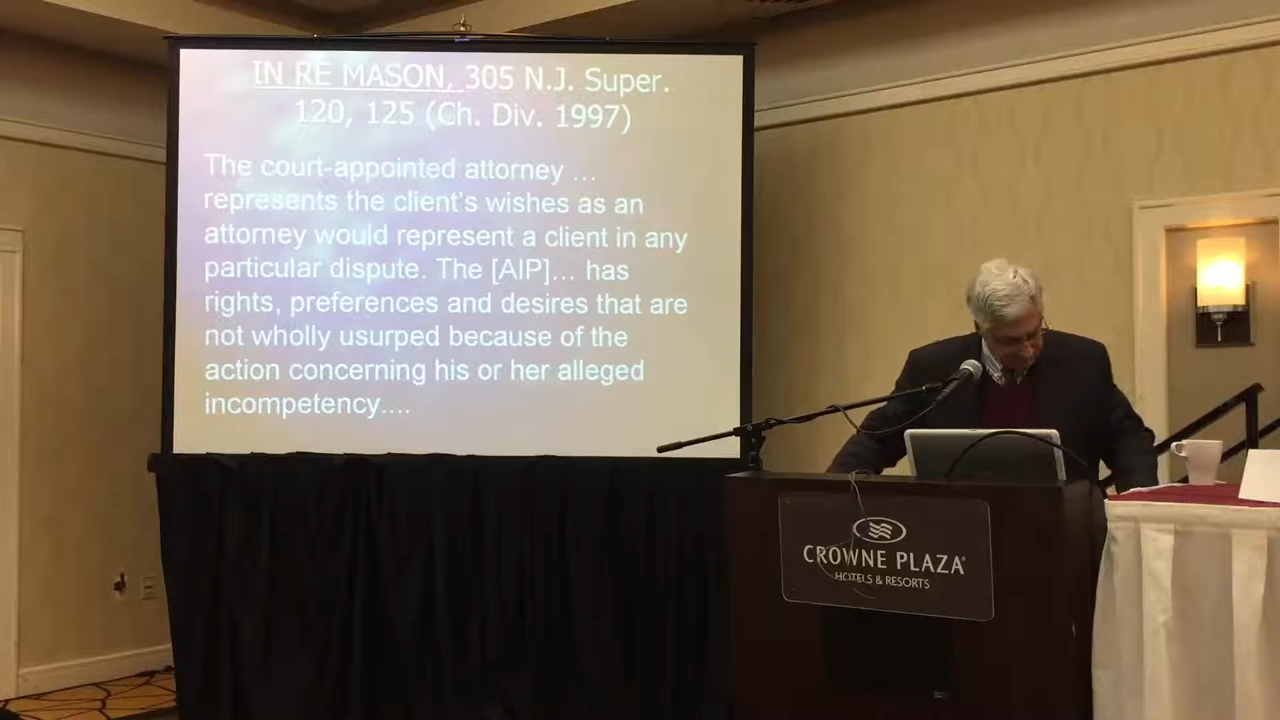 IN RE MASON, 305 N.J. Super.
120, 125 (Ch. Div. 1997)
The court-appointed attorney ...
represents the client's wishes as an
attorney would represent a client in any
particular dispute. The [AIP]... has
rights, preferences and desires that are
not wholly usurped because of the
action concerning his or her alleged
incompetency....
CROWNE PLAZA
HOTELS & RESORTS